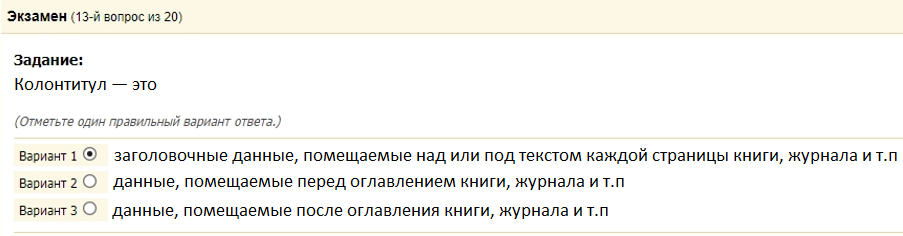 Экзамен (13-й вопрос из 20)
Задание:
Колонтитул — это
(Отметьте один правильный вариант ответа.)
Вариант 1 заголовочные данные, помещаемые над или под текстом каждой страницы книги, журнала и т.п
Вариант 2 данные, помещаемые перед оглавлением книги, журнала и т.п
Вариант 3 данные, помещаемые после оглавления книги, журнала и т.п